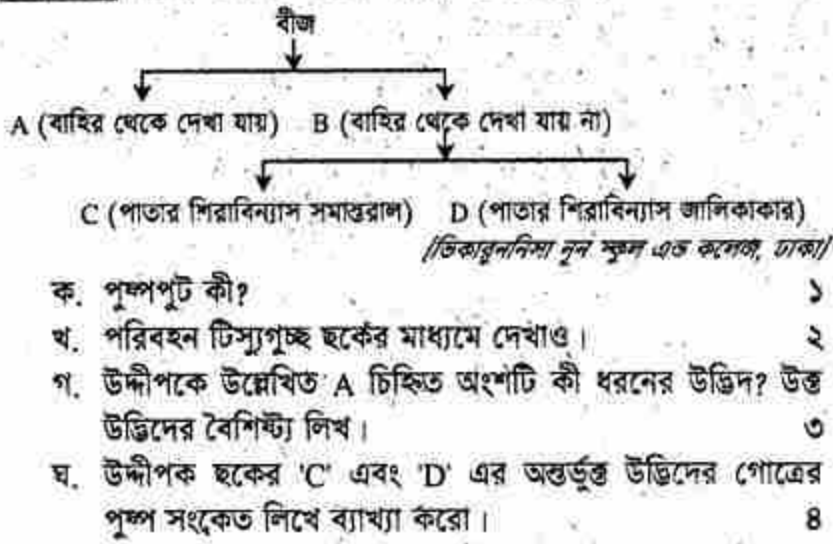 বীজ
A (বাহির থেকে দেখা যায়) B (বাহির থেকে দেখা যায় না)
C (পাতার শিরাবিন্যাস সমান্তরাল) D (পাতার শিরাবিন্যাস জালিকাকার)
[ভিকারুননিসা নূন স্কুল এন্ড কলেজ, ঢাকা]
ক. পুষ্পপুট কী? ১
খ. পরিবহন টিস্যুগুচ্ছ ছকের মাধ্যমে দেখাও। ২
গ. উদ্দীপকে উল্লেখিত A চিহ্নিত অংশটি কী ধরনের উদ্ভিদ? উক্ত
উদ্ভিদের বৈশিষ্ট্য লিখ। ৩
ঘ. উদ্দীপক ছকের 'C' এবং 'D' এর অন্তর্ভুক্ত উদ্ভিদের গোত্রের
পুষ্প সংকেত লিখে ব্যাখ্যা করো। ৪